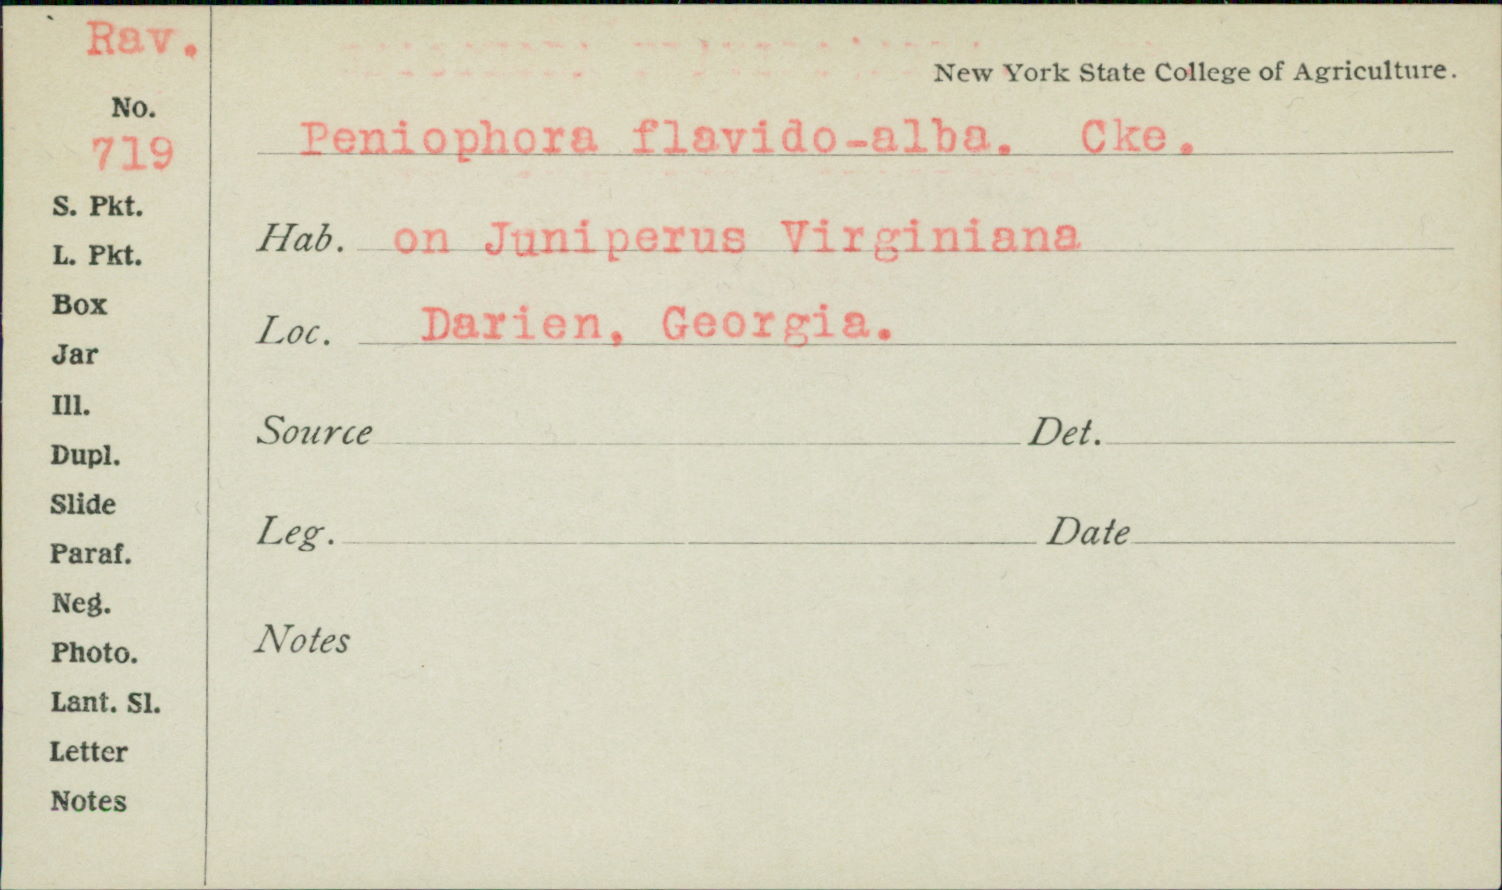 Rav.
New York State College of Agriculture.
No.
719
Peniophora flavido-alba. Cke.
S. Pkt.
L. Pkt.
Box
Jar
Ill.
Dupl.
Slide
Paraf.
Neg.
Photo.
Lant. Sl.
Letter
Notes
Hab. on Juniperus Virginiana
Loc. Darien, Georgia.
Source Det.
Leg. Date
Notes